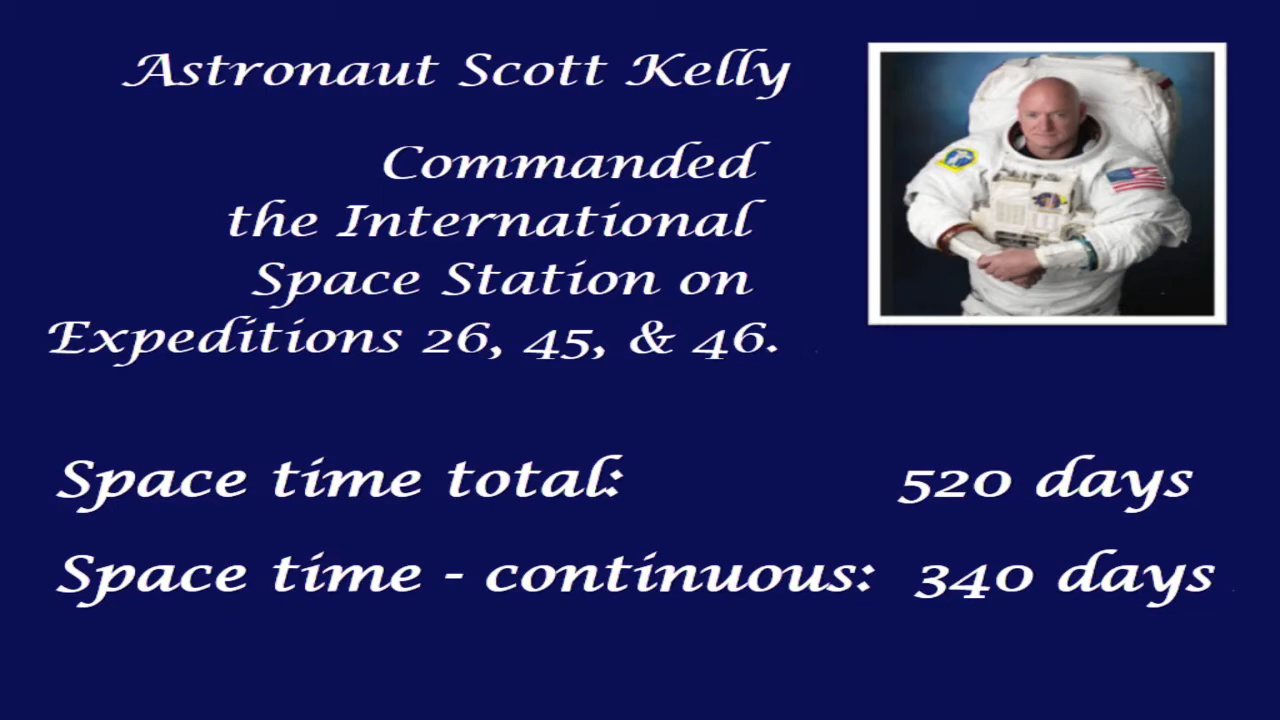 Astronaut Scott Kelly
Commanded
the International
Space Station on
Expeditions 26, 45, & 46.
Space time total: 520 days
Space time - continuous: 340 days